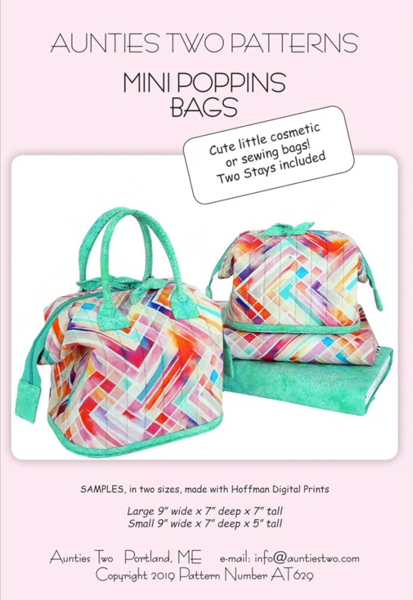 AUNTIES TWO PATTERNS
MINI POPPINS
BAGS
Cute little cosmetic
or sewing bags!
Two Stays included
SAMPLES, in two sizes, made with Hoffman Digital Prints
Large 9" wide x 7" deep x 7" tall
Small 9" wide x 7" deep x 5" tall
Aunties Two Portland, ME e-mail: info@auntiestwo.com
Copyright 2019 Pattern Number AT629